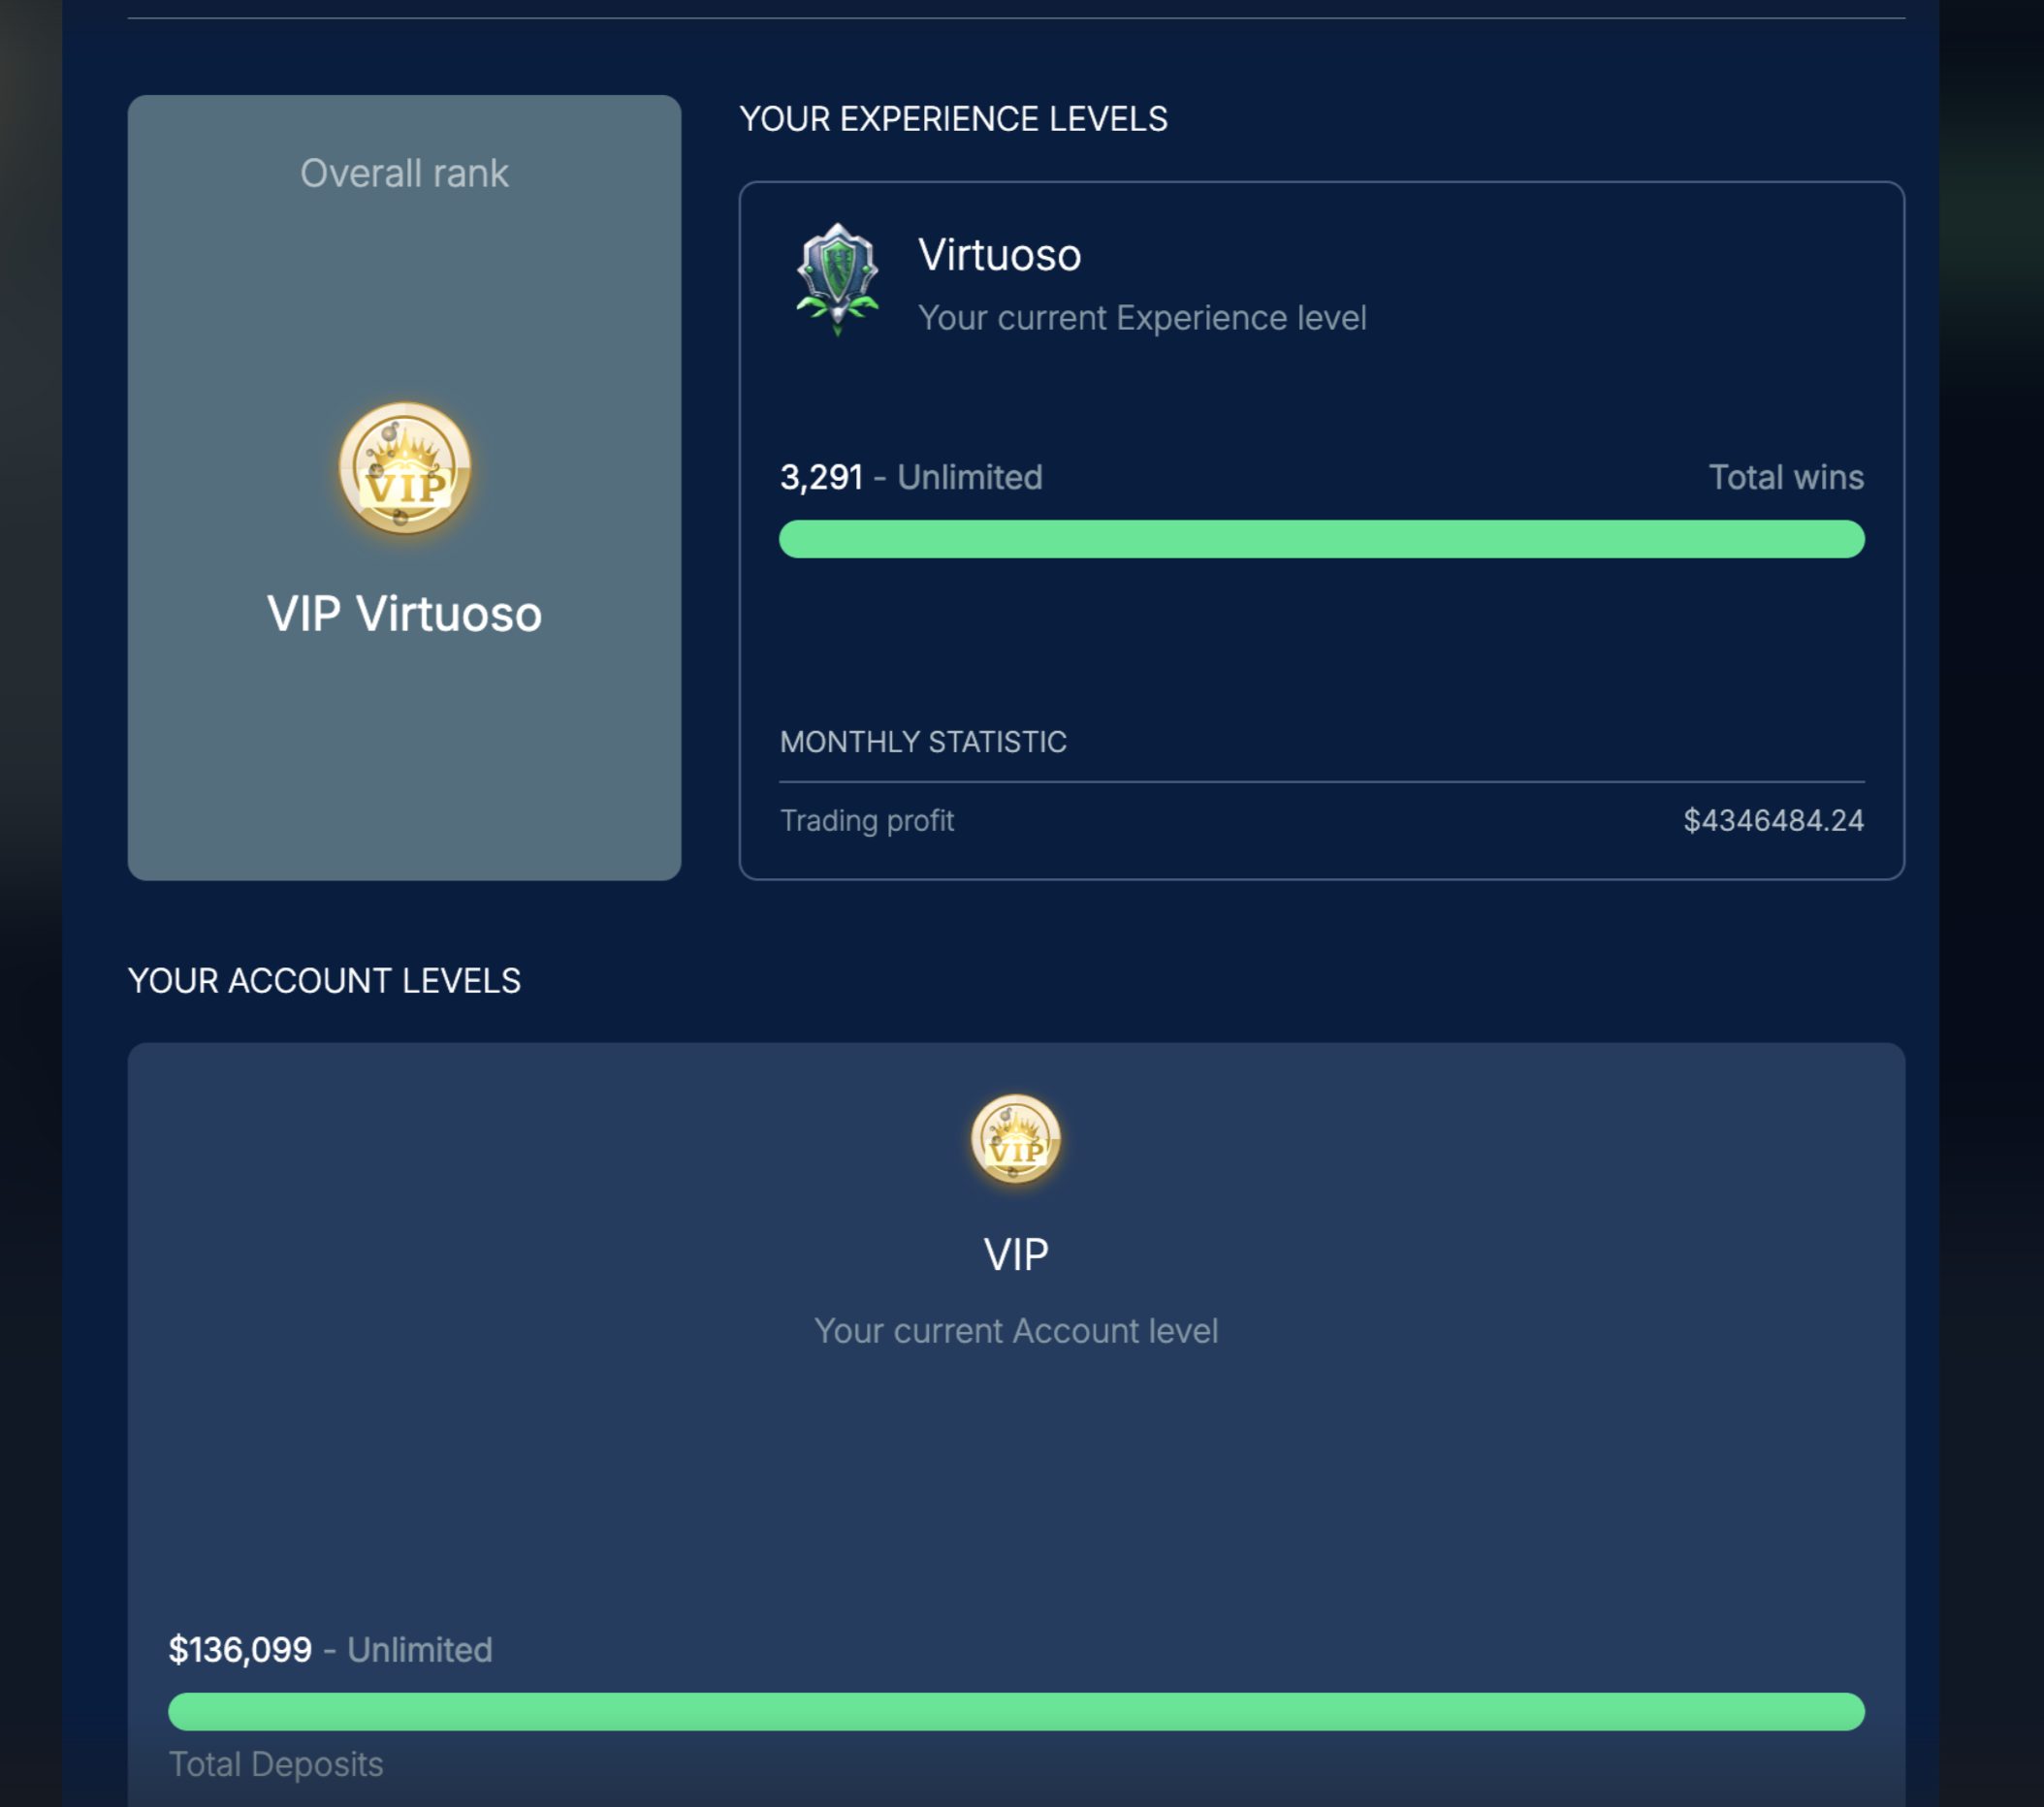 Overall rank
VIP
VIP Virtuoso
YOUR EXPERIENCE LEVELS
Virtuoso
Your current Experience level
3,291 - Unlimited
Total wins
MONTHLY STATISTIC
Trading profit
$4346484.24
YOUR ACCOUNT LEVELS
VIP
VIP
Your current Account level
$136,099 - Unlimited
Total Deposits